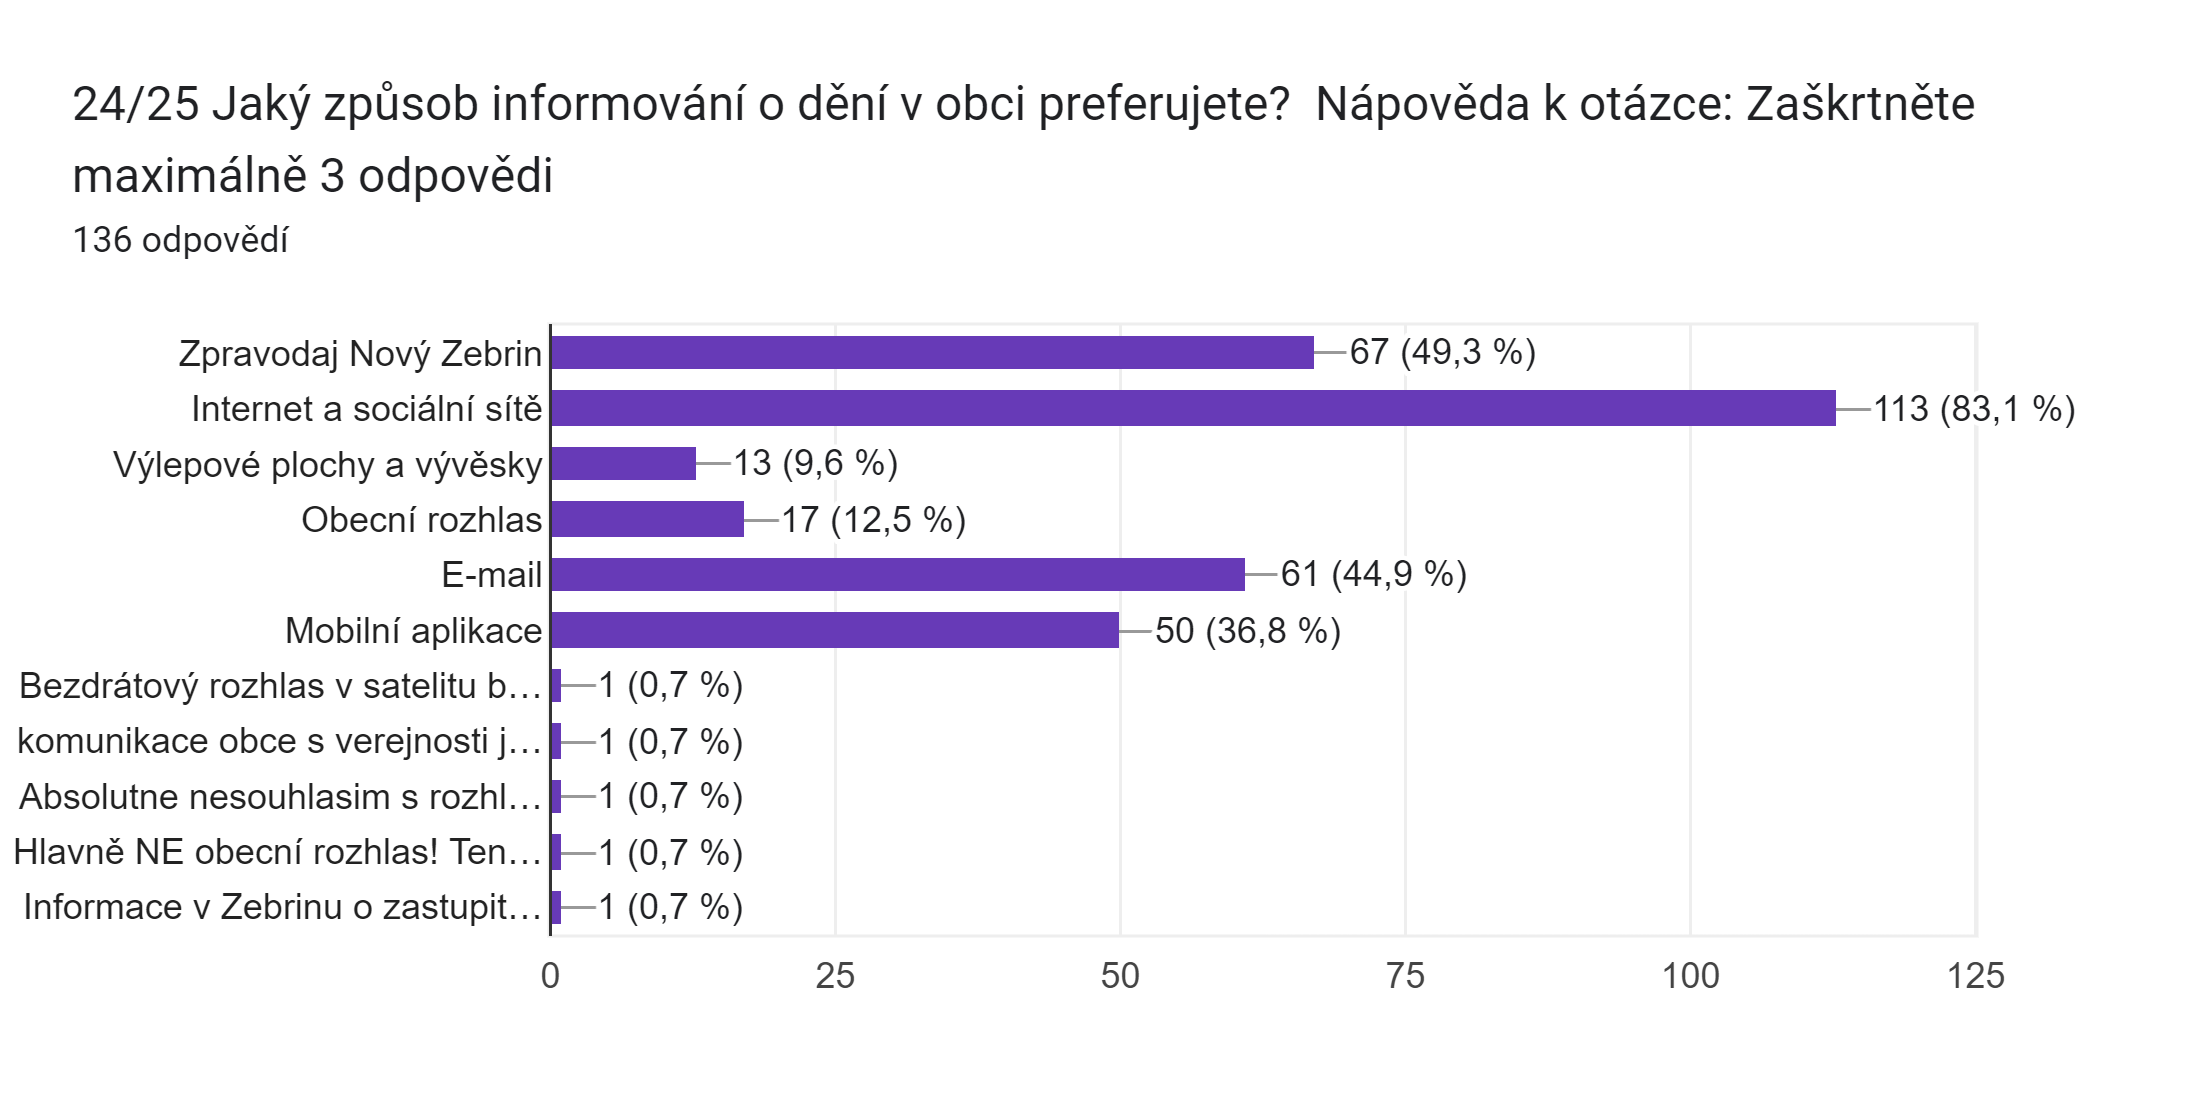 24/25 Jaký způsob informování o dění v obci preferujete?  Nápověda k otázce: Zaškrtněte
maximálně 3 odpovědi
136 odpovědí
Zpravodaj Nový Zebrin 67 (49,3 %)
Internet a sociální sítě 113 (83,1 %)
Výlepové plochy a vývěsky 13 (9,6 %)
Obecní rozhlas 17 (12,5 %)
E-mail 61 (44,9 %)
Mobilní aplikace 50 (36,8 %)
Bezdrátový rozhlas v satelitu b… 1 (0,7 %)
komunikace obce s verejnosti j… 1 (0,7 %)
Absolutne nesouhlasim s rozhl… 1 (0,7 %)
Hlavně NE obecní rozhlas! Ten… 1 (0,7 %)
Informace v Zebrinu o zastupit… 1 (0,7 %)
0 25 50 75 100 125